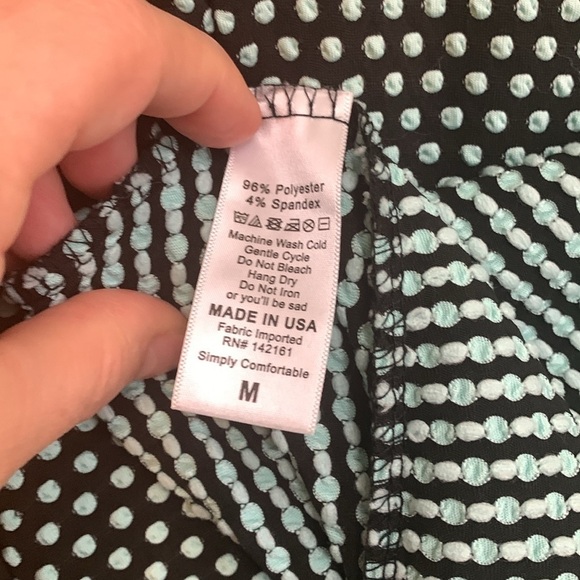 96% Polyester
4% Spandex
Machine Wash Cold
Gentle Cycle
Do Not Bleach
Hang Dry
Do Not Iron
or you'll be sad
MADE IN USA
Fabric Imported
RN# 142161
Simply Comfortable
M